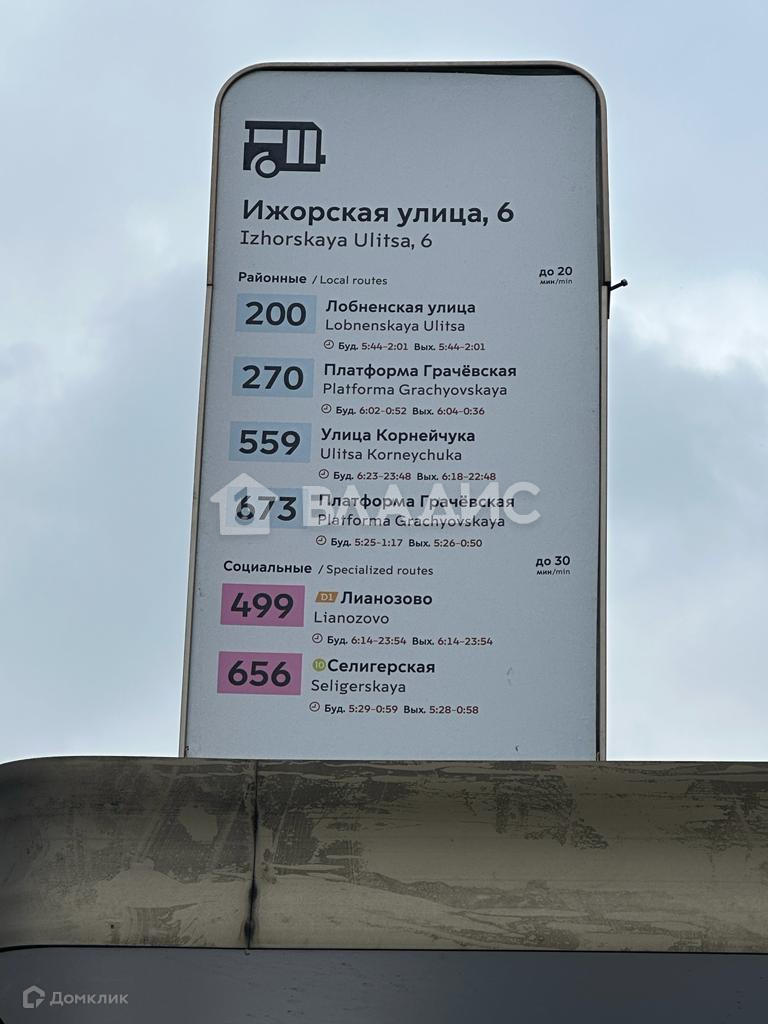 Ижорская улица, 6
Izhorskaya Ulitsa, 6
Районные / Local routes до 20 мин/min
200 Лобненская улица
Lobnenskaya Ulitsa
Буд. 5:44-2:01 Вых. 5:44-2:01
270 Платформа Грачёвская
Platforma Grachyovskaya
Буд. 6:02-0:52 Вых. 6:04-0:36
559 Улица Корнейчука
Ulitsa Korneychuka
Буд. 6:23-23:48 Вых. 6:18-22:48
673 Платформа Грачёвская
ВЛАДИС
Platforma Grachyovskaya
Буд. 5:25-1:17 Вых. 5:26-0:50
Социальные / Specialized routes до 30 мин/min
499 D1 Лианозово
Lianozovo
Буд. 6:14-23:54 Вых. 6:14-23:54
656 10 Селигерская
Seligerskaya
Буд. 5:29-0:59 Вых. 5:28-0:58
Домклик